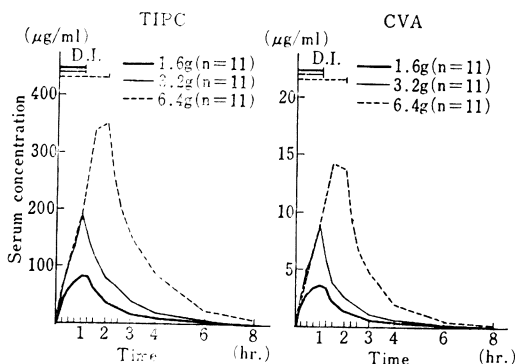 TIPC
(μg/ml)
D.I.
1.6g(n=11)
3.2g(n=11)
6.4g(n=11)
Serum concentration
400
300
200
100
1 2 3 4 6 8
Time (hr.)
CVA
(μg/ml)
D.I.
1.6g(n=11)
3.2g(n=11)
6.4g(n=11)
20
15
10
5
1 2 3 4 6 8
Time (hr.)